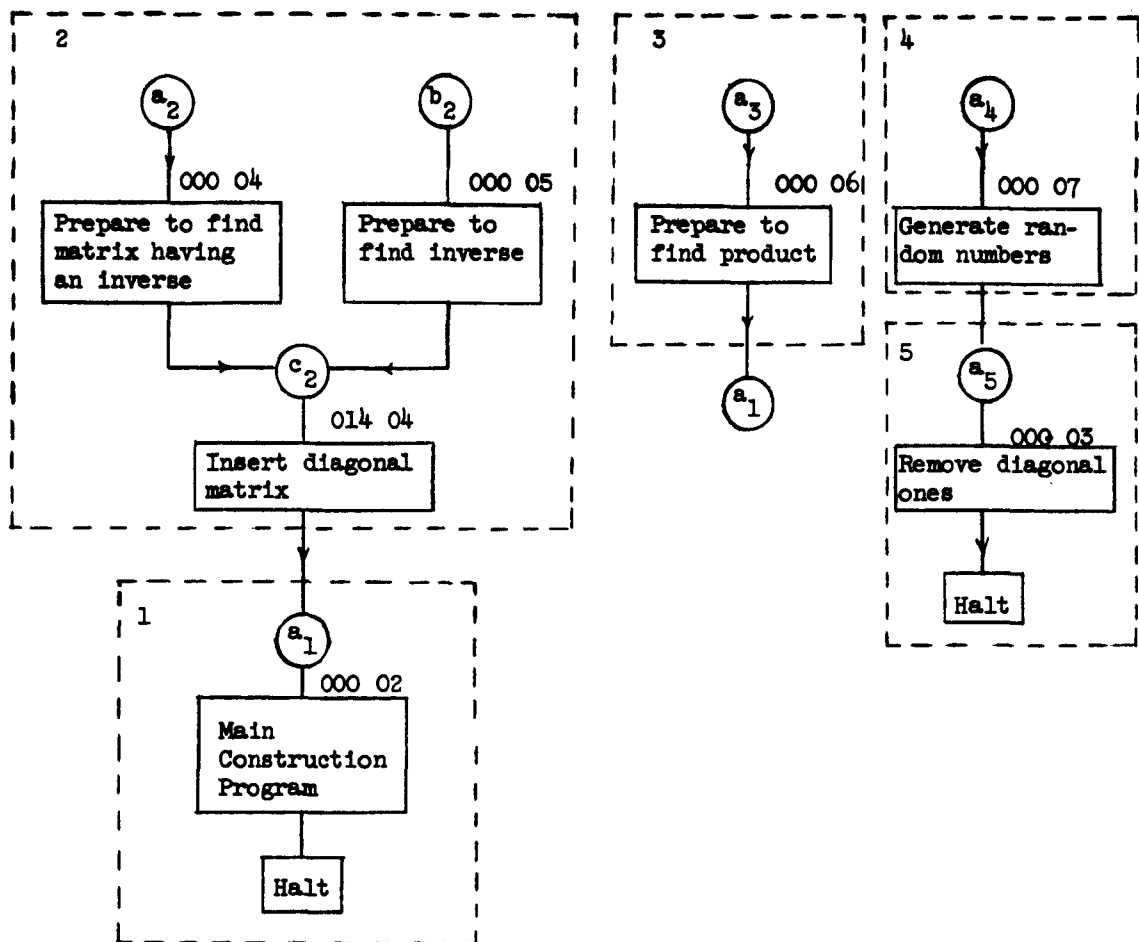 2
a2
000 04
Prepare to find
matrix having
an inverse
b2
000 05
Prepare to
find inverse
c2
014 04
Insert diagonal
matrix
1
a1
000 02
Main
Construction
Program
Halt
3
a3
000 06
Prepare to
find product
a1
4
a4
000 07
Generate ran-
dom numbers
5
a5
000 03
Remove diagonal
ones
Halt